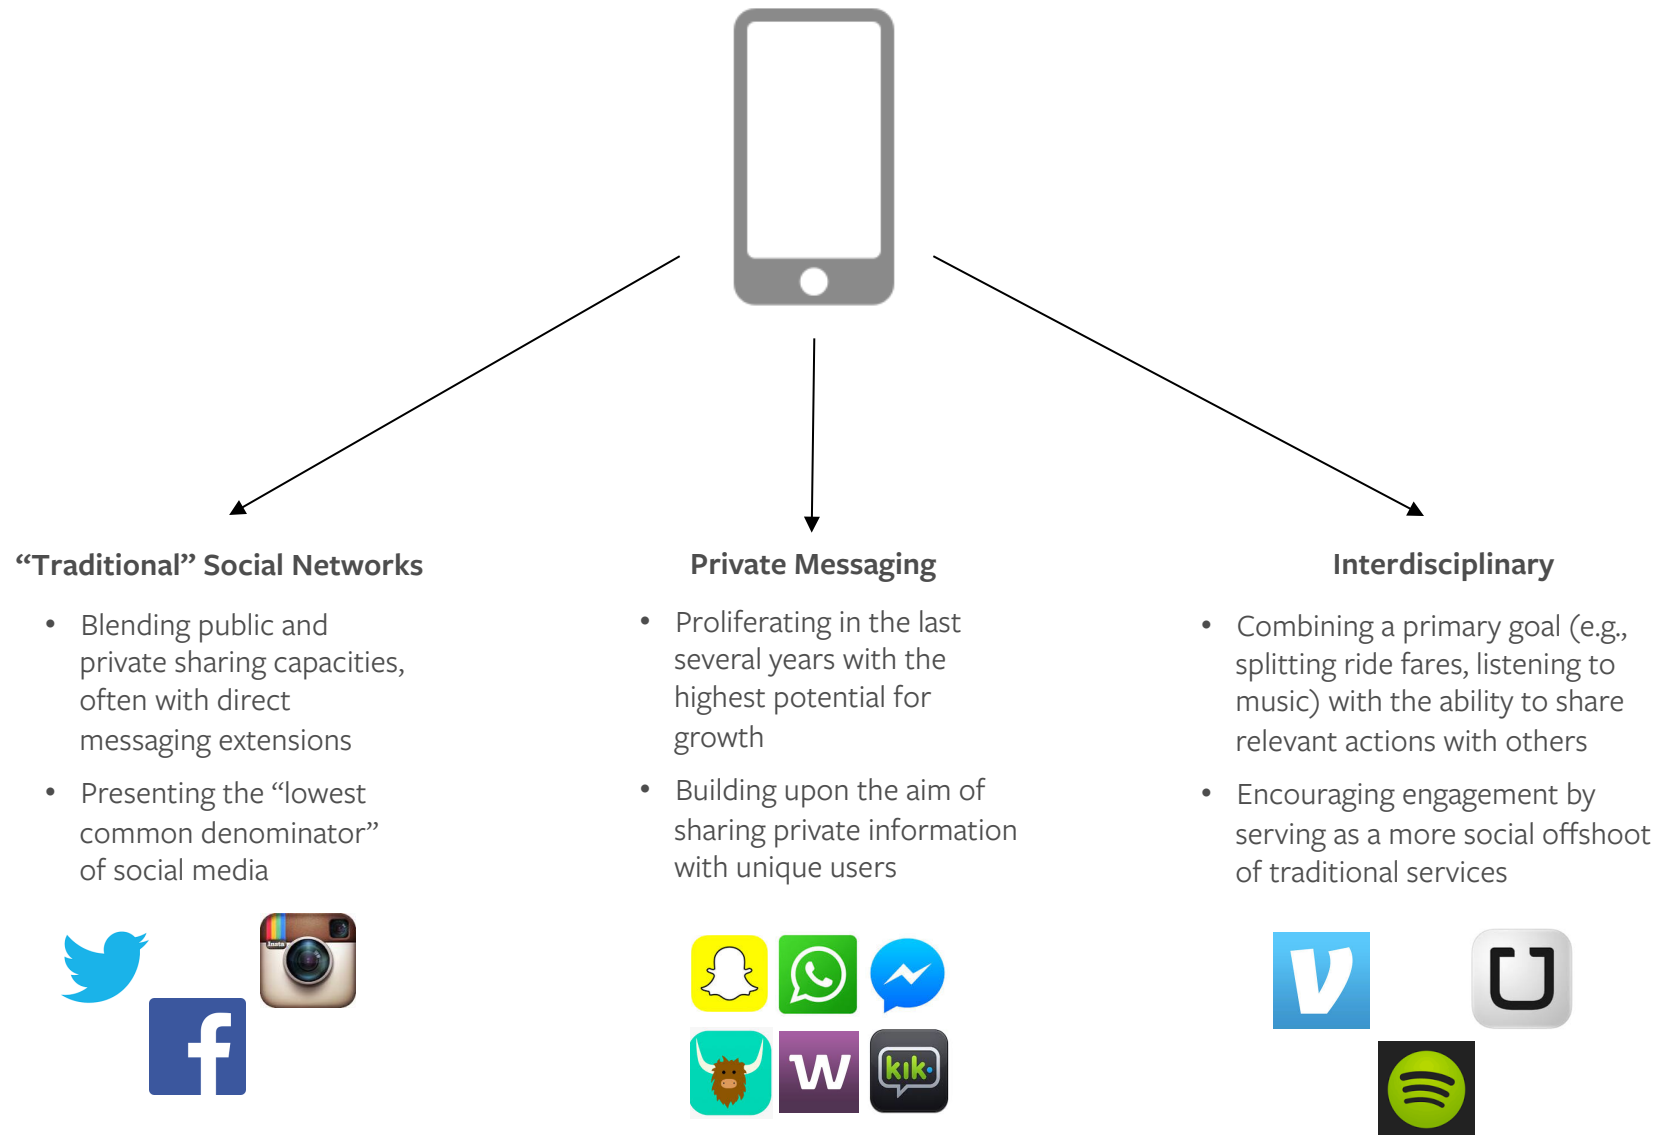 “Traditional” Social Networks
• Blending public and
private sharing capacities,
often with direct
messaging extensions
• Presenting the “lowest
common denominator”
of social media
Insta
f
Private Messaging
• Proliferating in the last
several years with the
highest potential for
growth
• Building upon the aim of
sharing private information
with unique users
w
kik
Interdisciplinary
• Combining a primary goal (e.g.,
splitting ride fares, listening to
music) with the ability to share
relevant actions with others
• Encouraging engagement by
serving as a more social offshoot
of traditional services
V
U